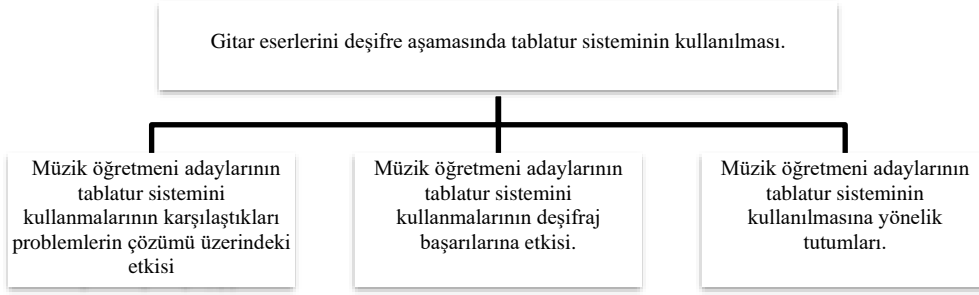 Gitar eserlerini deşifre aşamasında tablatur sisteminin kullanılması.
Müzik öğretmeni adaylarının
tablatur sistemini
kullanmalarının karşılaştıkları
problemlerin çözümü üzerindeki
etkisi
Müzik öğretmeni adaylarının
tablatur sistemini
kullanmalarının deşifraj
başarılarına etkisi.
Müzik öğretmeni adaylarının
tablatur sisteminin
kullanılmasına yönelik
tutumları.